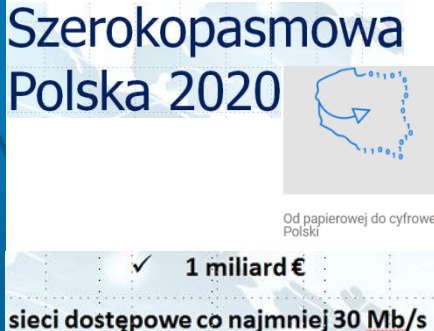 Szerokopasmowa
Polska 2020
Od papierowej do cyfrowe
Polski
✓ 1 miliard €
sieci dostępowe co najmniej 30 Mb/s